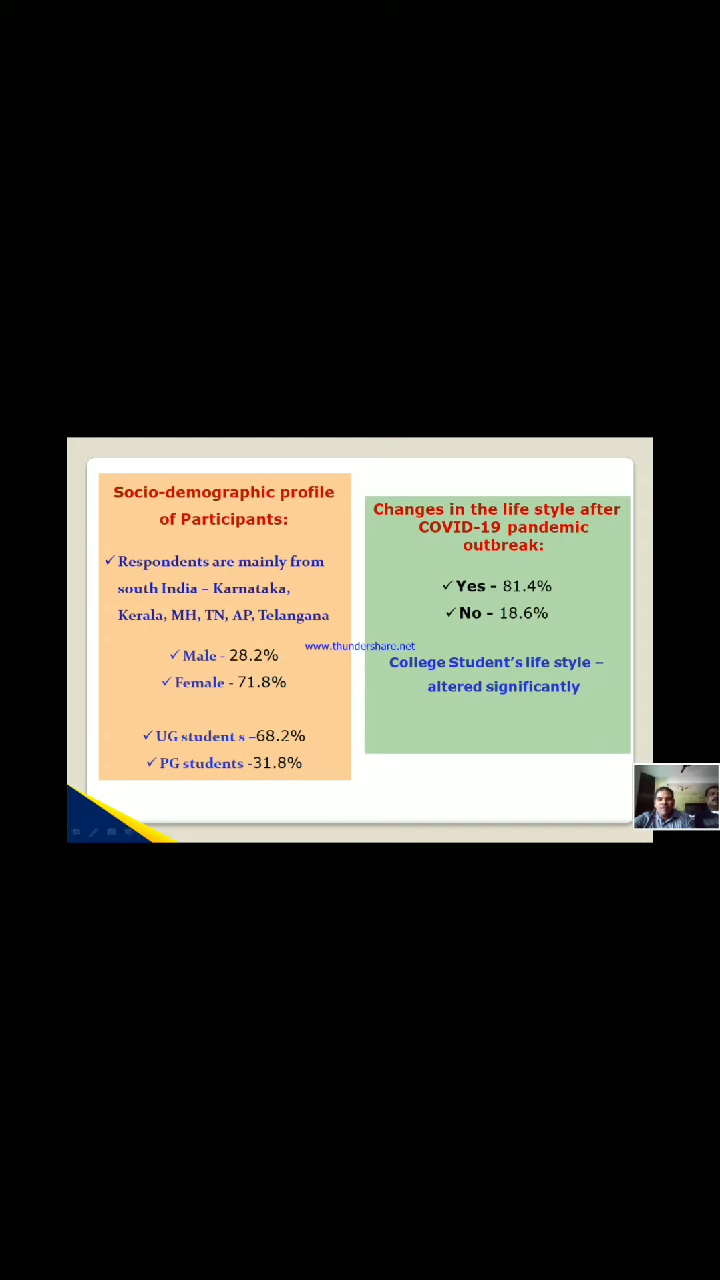 Socio-demographic profile
of Participants:
✓Respondents are mainly from
south India – Karnataka,
Kerala, MH, TN, AP, Telangana
✓Male - 28.2%
✓Female - 71.8%
✓UG student s –68.2%
✓PG students -31.8%
Changes in the life style after
COVID-19 pandemic
outbreak:
✓Yes - 81.4%
✓No - 18.6%
www.thundershare.net
College Student's life style –
altered significantly